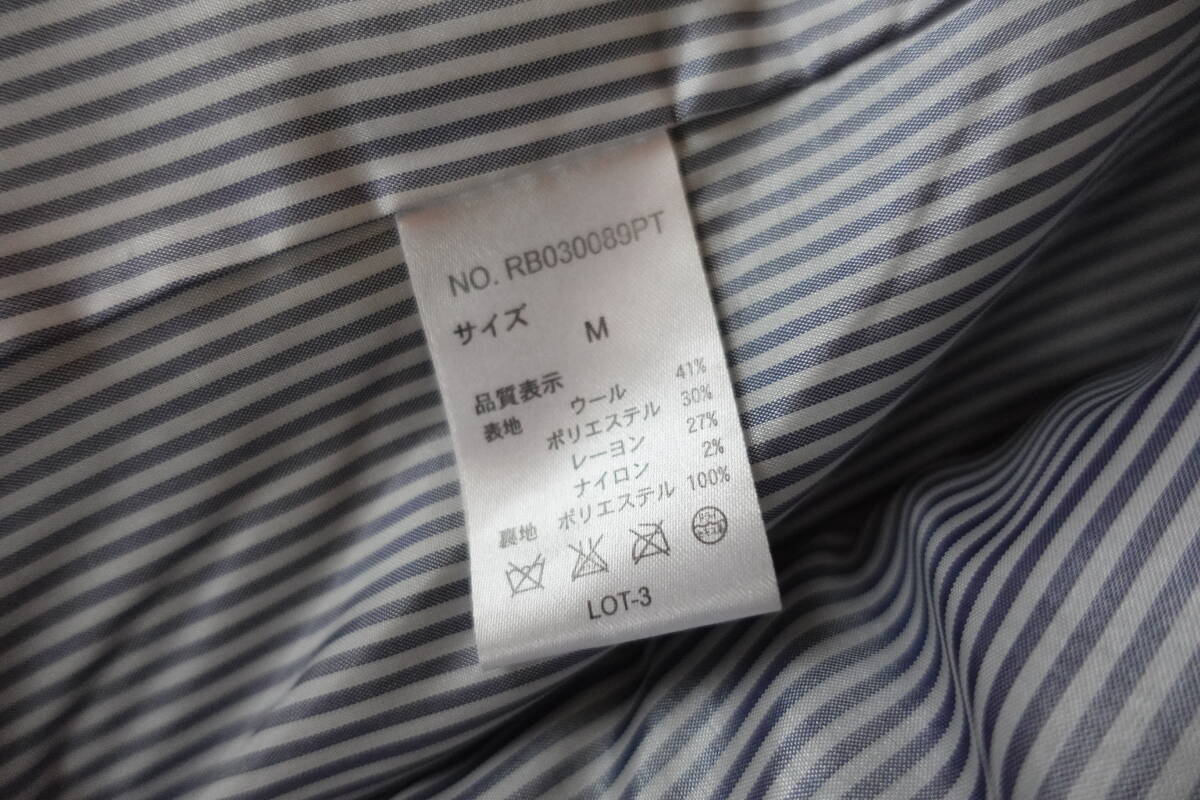 NO. RB030089PT
サイズ
M
品質表示
表地 ウール 41%
ポリエステル 30%
レーヨン 27%
ナイロン 2%
裏地 ポリエステル 100%
LOT-3